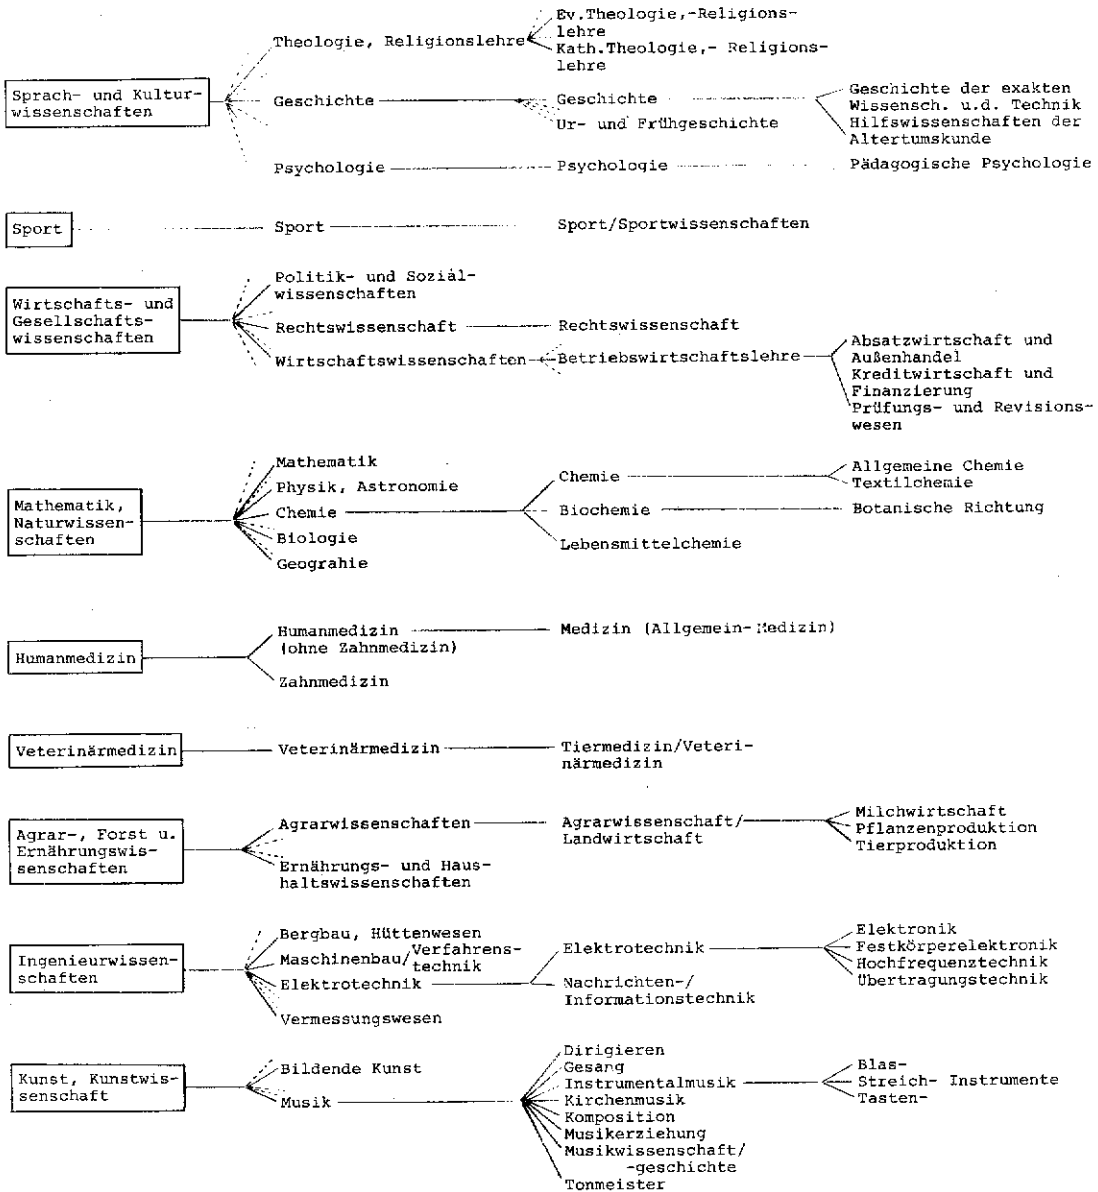 Ev.Theologie,-Religions-
lehre
Theologie, Religionslehre
Kath.Theologie,- Religions-
lehre
Sprach- und Kultur-
wissenschaften
Geschichte
Geschichte
Ur- und Frühgeschichte
Geschichte der exakten
Wissensch. u.d. Technik
Hilfswissenschaften der
Altertumskunde
Psychologie
Psychologie
Pädagogische Psychologie
Sport
Sport
Sport/Sportwissenschaften
Wirtschafts- und
Gesellschafts-
wissenschaften
Politik- und Sozial-
wissenschaften
Rechtswissenschaft
Rechtswissenschaft
Wirtschaftswissenschaften
Betriebswirtschaftslehre
Absatzwirtschaft und
Außenhandel
Kreditwirtschaft und
Finanzierung
Prüfungs- und Revisions-
wesen
Mathematik,
Naturwissen-
schaften
Mathematik
Physik, Astronomie
Chemie
Biologie
Geograhie
Chemie
Biochemie
Lebensmittelchemie
Allgemeine Chemie
Textilchemie
Botanische Richtung
Humanmedizin
Humanmedizin
(ohne Zahnmedizin)
Zahnmedizin
Medizin (Allgemein-Medizin)
Veterinärmedizin
Veterinärmedizin
Tiermedizin/Veteri-
närmedizin
Agrar-, Forst u.
Ernährungswis-
senschaften
Agrarwissenschaften
Ernährungs- und Haus-
haltswissenschaften
Agrarwissenschaft/
Landwirtschaft
Milchwirtschaft
Pflanzenproduktion
Tierproduktion
Ingenieurwissen-
schaften
Bergbau, Hüttenwesen
Maschinenbau/Verfahrens-
technik
Elektrotechnik
Vermessungswesen
Elektrotechnik
Nachrichten-/
Informationstechnik
Elektronik
Festkörperelektronik
Hochfrequenztechnik
Übertragungstechnik
Kunst, Kunstwis-
senschaft
Bildende Kunst
Musik
Dirigieren
Gesang
Instrumentalmusik
Kirchenmusik
Komposition
Musikerziehung
Musikwissenschaft/
-geschichte
Tonmeister
Blas-
Streich- Instrumente
Tasten-